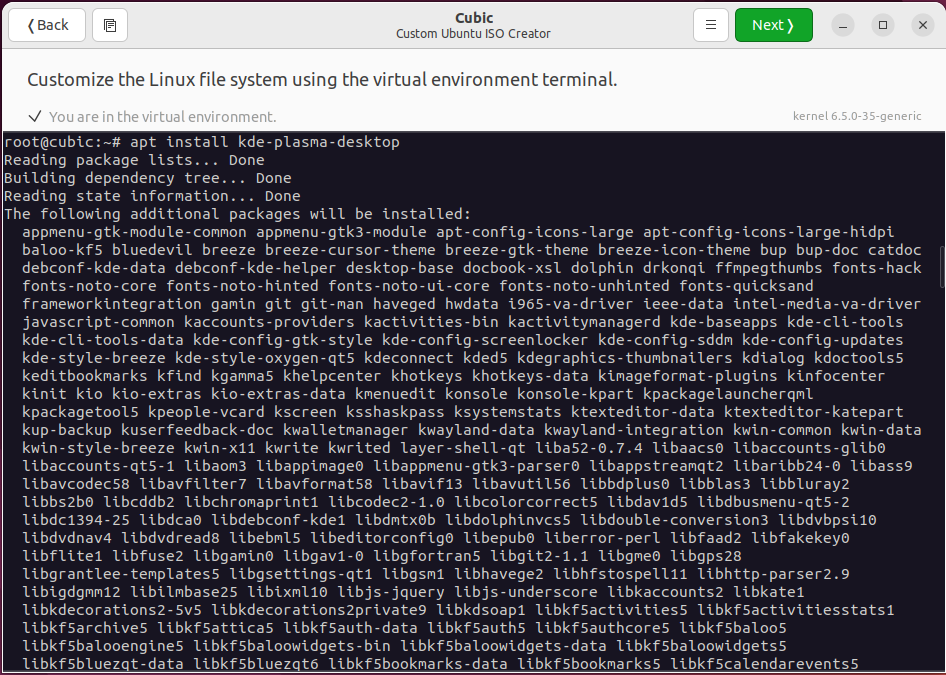 ❬Back
Cubic
Custom Ubuntu ISO Creator
Next❭
Customize the Linux file system using the virtual environment terminal.
You are in the virtual environment.
kernel 6.5.0-35-generic
root@cubic:~# apt install kde-plasma-desktop
Reading package lists... Done
Building dependency tree... Done
Reading state information... Done
The following additional packages will be installed:
appmenu-gtk-module-common appmenu-gtk3-module apt-config-icons-large apt-config-icons-large-hidpi
baloo-kf5 bluedevil breeze breeze-cursor-theme breeze-gtk-theme breeze-icon-theme bup bup-doc catdoc
debconf-kde-data debconf-kde-helper desktop-base docbook-xsl dolphin drkonqi ffmpegthumbs fonts-hack
fonts-noto-core fonts-noto-hinted fonts-noto-ui-core fonts-noto-unhinted fonts-quicksand
frameworkintegration gamin git git-man haveged hwdata i965-va-driver ieee-data intel-media-va-driver
javascript-common kaccounts-providers kactivities-bin kactivitymanagerd kde-baseapps kde-cli-tools
kde-cli-tools-data kde-config-gtk-style kde-config-screenlocker kde-config-sddm kde-config-updates
kde-style-breeze kde-style-oxygen-qt5 kdeconnect kded5 kdegraphics-thumbnailers kdialog kdoctools5
keditbookmarks kfind kgamma5 khelpcenter khotkeys khotkeys-data kimageformat-plugins kinfocenter
kinit kio kio-extras kio-extras-data kmenuedit konsole konsole-kpart kpackagelauncherqml
kpackagetool5 kpeople-vcard kscreen ksshaskpass ksystemstats ktexteditor-data ktexteditor-katepart
kup-backup kuserfeedback-doc kwalletmanager kwayland-data kwayland-integration kwin-common kwin-data
kwin-style-breeze kwin-x11 kwrite kwrited layer-shell-qt liba52-0.7.4 libaacs0 libaccounts-glib0
libaccounts-qt5-1 libaom3 libappimage0 libappmenu-gtk3-parser0 libappstreamqt2 libaribb24-0 libass9
libavcodec58 libavfilter7 libavformat58 libavif13 libavutil56 libbdplus0 libblas3 libbluray2
libbs2b0 libcddb2 libchromaprint1 libcodec2-1.0 libcolorcorrect5 libdav1d5 libdbusmenu-qt5-2
libdc1394-25 libdca0 libdebconf-kde1 libdmtx0b libdolphinvcs5 libdouble-conversion3 libdvbpsi10
libdvdnav4 libdvdread8 libebml5 libeditorconfig0 libepub0 liberror-perl libfaad2 libfakekey0
libflite1 libfuse2 libgamin0 libgav1-0 libgfortran5 libgit2-1.1 libgme0 libgps28
libgrantlee-templates5 libgsettings-qt1 libgsm1 libhavege2 libhfstospell11 libhttp-parser2.9
libigdgmm12 libilmbase25 libixml10 libjs-jquery libjs-underscore libkaccounts2 libkate1
libkdecorations2-5v5 libkdecorations2private9 libkdsoap1 libkf5activities5 libkf5activitiesstats1
libkf5archive5 libkf5attica5 libkf5auth-data libkf5auth5 libkf5authcore5 libkf5baloo5
libkf5balooengine5 libkf5baloowidgets-bin libkf5baloowidgets-data libkf5baloowidgets5
libkf5bluezqt-data libkf5bluezqt6 libkf5bookmarks-data libkf5bookmarks5 libkf5calendarevents5